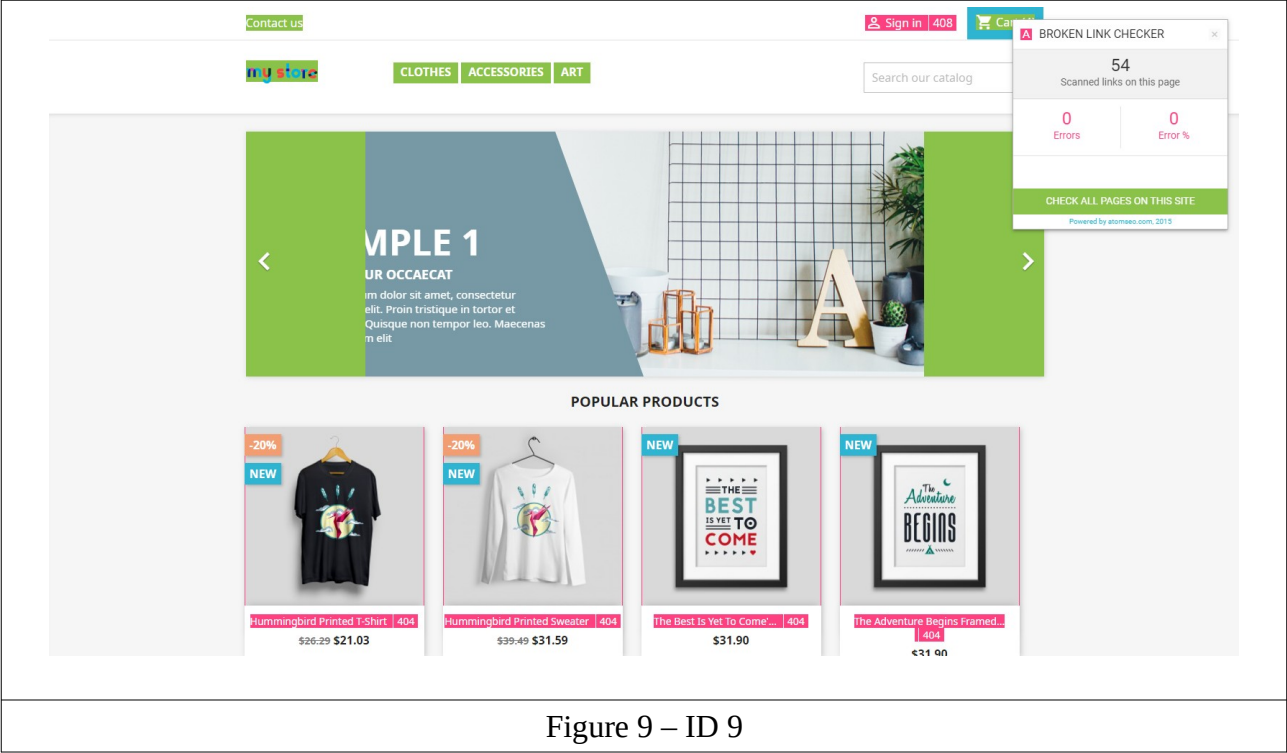 Contact us
Sign in 408
my store
CLOTHES ACCESSORIES ART
Search our catalog
A BROKEN LINK CHECKER ×
54
Scanned links on this page
0 0
Errors Error %
CHECK ALL PAGES ON THIS SITE
Powered by atomseo.com, 2015
MPLE 1
UR OCCAECAT
m dolor sit amet, consectetur
elit. Proin tristique in tortor et
Quisque non tempor leo. Maecenas
m elit
A
POPULAR PRODUCTS
-20%
NEW
-20%
NEW
NEW
THE
BEST
IS YET TO
COME
NEW
The
Adventure
BEGINS
Hummingbird Printed T-Shirt 404
$26.29 $21.03
Hummingbird Printed Sweater 404
$39.49 $31.59
The Best Is Yet To Come'... 404
$31.90
The Adventure Begins Framed...
404
$31.90
Figure 9 – ID 9